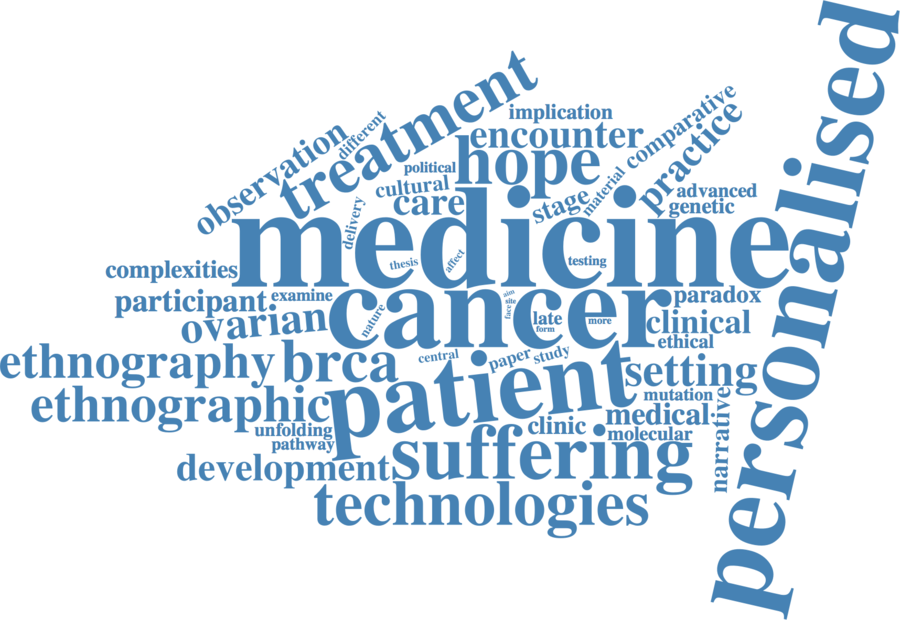 personalised
treatment
implication
encounter
comparative
different
observation
hope
practice
political
cultural
material
care
stage
advanced
genetic
delivery
medicine
thesis
affect
testing
complexities
participant
examine
cancer
paradox
nature
aim
site
face
late
form
more
ovarian
clinical
ethical
ethnography
brca
central
paper
study
patient
setting
mutation
ethnographic
medical
narrative
unfolding
clinic
molecular
pathway
development
suffering
technologies